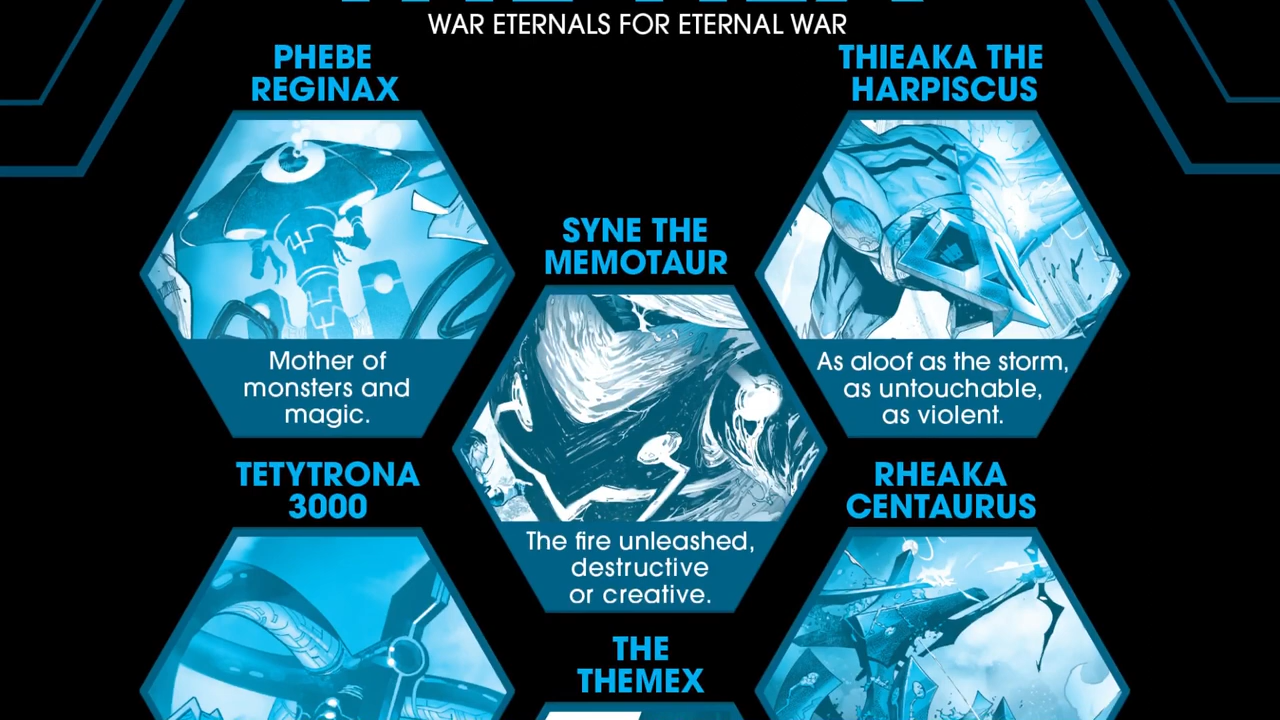 WAR ETERNALS FOR ETERNAL WAR
PHEBE
REGINAX
Mother of
monsters and
magic.
THIEAKA THE
HARPISCUS
As aloof as the storm,
as untouchable,
as violent.
SYNE THE
MEMOTAUR
The fire unleashed,
destructive
or creative.
TETYTRONA
3000
RHEAKA
CENTAURUS
THE
THEMEX